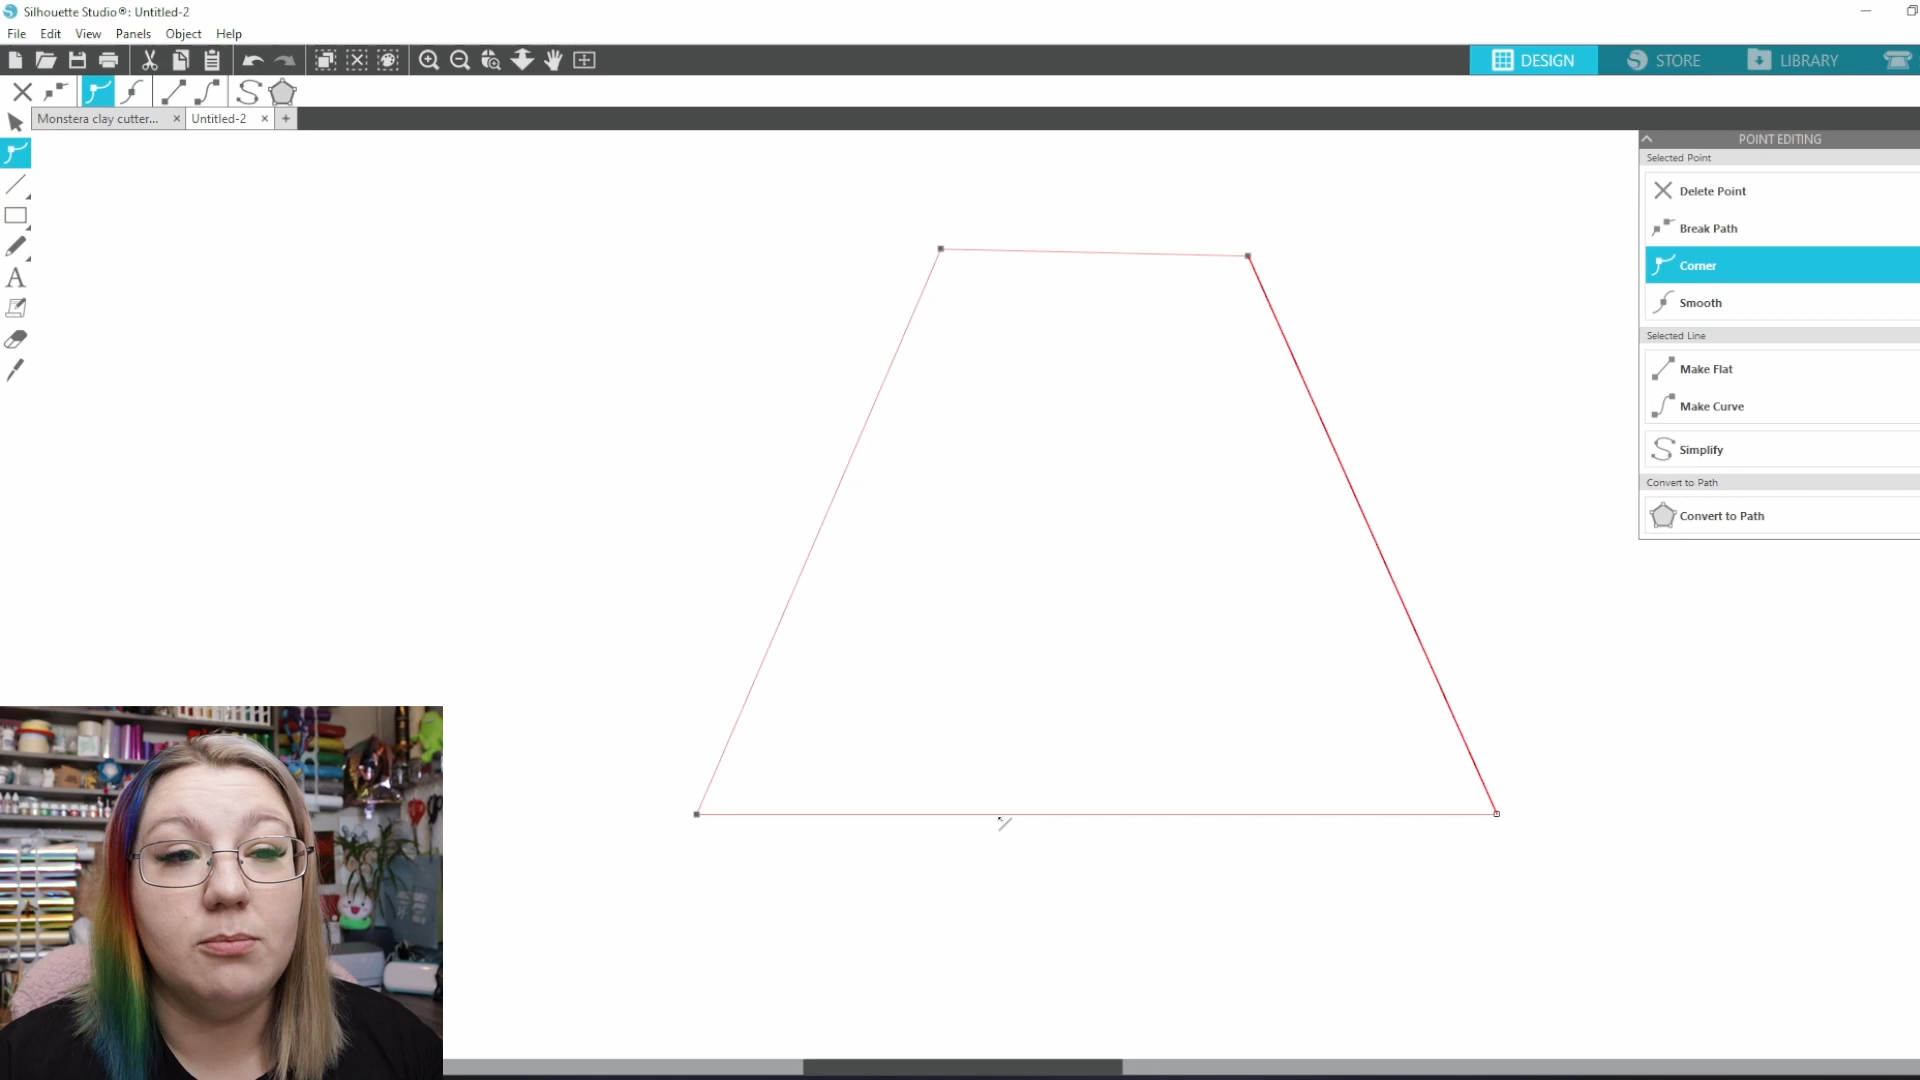 Silhouette Studio®: Untitled-2
File Edit View Panels Object Help
DESIGN STORE LIBRARY
Monstera clay cutter... × Untitled-2 × +
POINT EDITING
Selected Point
Delete Point
Break Path
Corner
Smooth
Selected Line
Make Flat
Make Curve
Simplify
Convert to Path
Convert to Path